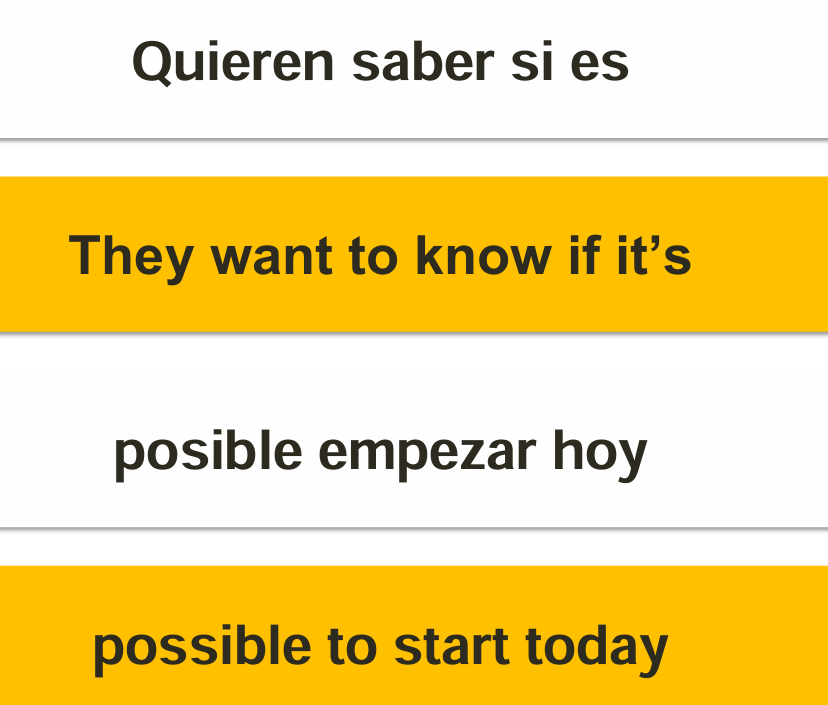 Quieren saber si es
They want to know if it’s
posible empezar hoy
possible to start today